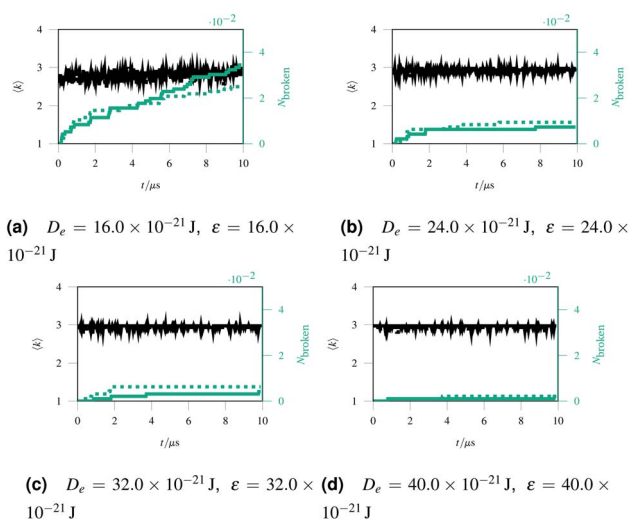 ·10⁻²
·10⁻²
4
3
2
1
⟨k⟩
0
2
4
6
8
10
t/µs
4
2
0
N_broken
4
3
2
1
⟨k⟩
0
2
4
6
8
10
t/µs
4
2
0
N_broken
(a) D_e = 16.0 × 10⁻²¹ J, ε = 16.0 ×
10⁻²¹ J
(b) D_e = 24.0 × 10⁻²¹ J, ε = 24.0 ×
10⁻²¹ J
·10⁻²
·10⁻²
4
3
2
1
⟨k⟩
0
2
4
6
8
10
t/µs
4
2
0
N_broken
4
3
2
1
⟨k⟩
0
2
4
6
8
10
t/µs
4
2
0
N_broken
(c) D_e = 32.0 × 10⁻²¹ J, ε = 32.0 ×
10⁻²¹ J
(d) D_e = 40.0 × 10⁻²¹ J, ε = 40.0 ×
10⁻²¹ J